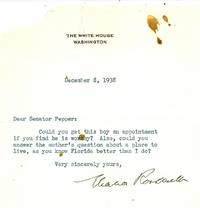 THE WHITE HOUSE
WASHINGTON
December 8, 1938
Dear Senator Pepper:
Could you get this boy an appointment
if you find he is worthy? Also, could you
answer the mother's question about a place to
live, as you know Florida better than I do?
Very sincerely yours,
Eleanor Roosevelt